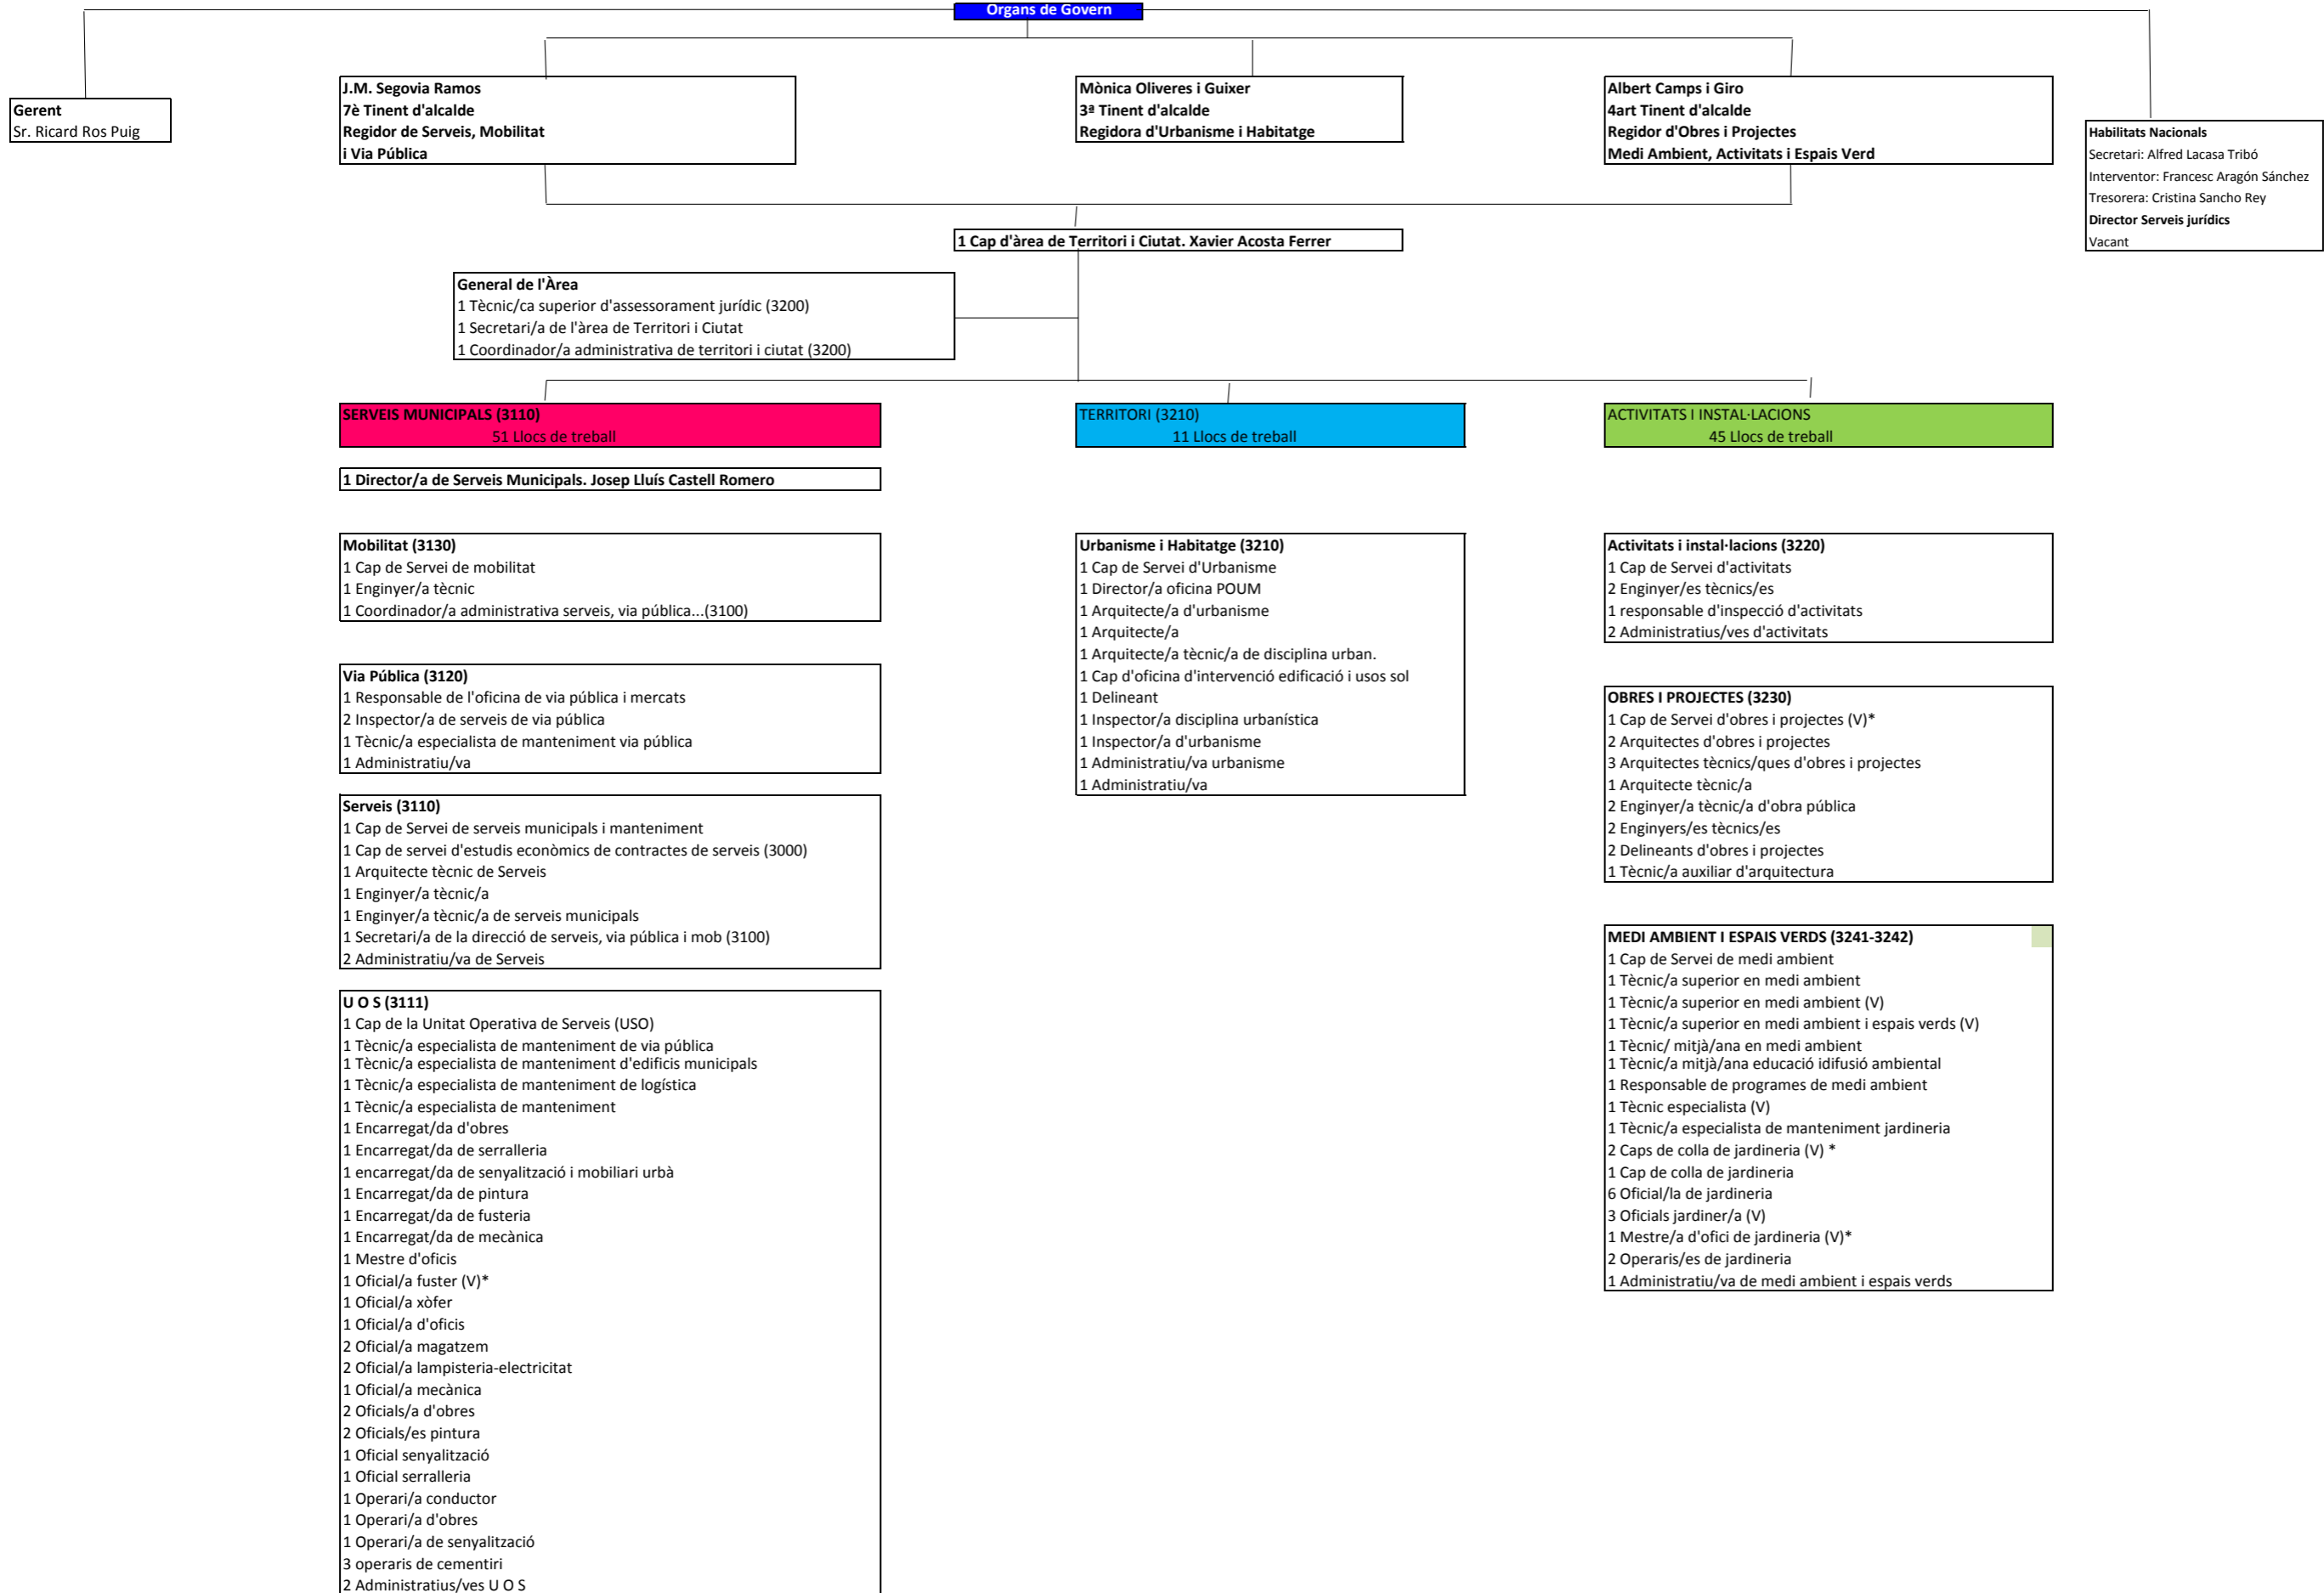 Organs de Govern
Gerent
Sr. Ricard Ros Puig
J.M. Segovia Ramos
7è Tinent d'alcalde
Regidor de Serveis, Mobilitat
i Via Pública
Mònica Oliveres i Guixer
3ª Tinent d'alcalde
Regidora d'Urbanisme i Habitatge
Albert Camps i Giro
4art Tinent d'alcalde
Regidor d'Obres i Projectes
Medi Ambient, Activitats i Espais Verd
Habilitats Nacionals
Secretari: Alfred Lacasa Tribó
Interventor: Francesc Aragón Sánchez
Tresorera: Cristina Sancho Rey
Director Serveis jurídics
Vacant
1 Cap d'àrea de Territori i Ciutat. Xavier Acosta Ferrer
General de l'Àrea
1 Tècnic/ca superior d'assessorament jurídic (3200)
1 Secretari/a de l'àrea de Territori i Ciutat
1 Coordinador/a administrativa de territori i ciutat (3200)
SERVEIS MUNICIPALS (3110)
51 Llocs de treball
1 Director/a de Serveis Municipals. Josep Lluís Castell Romero
Mobilitat (3130)
1 Cap de Servei de mobilitat
1 Enginyer/a tècnic
1 Coordinador/a administrativa serveis, via pública...(3100)
Via Pública (3120)
1 Responsable de l'oficina de via pública i mercats
2 Inspector/a de serveis de via pública
1 Tècnic/a especialista de manteniment via pública
1 Administratiu/va
Serveis (3110)
1 Cap de Servei de serveis municipals i manteniment
1 Cap de servei d'estudis econòmics de contractes de serveis (3000)
1 Arquitecte tècnic de Serveis
1 Enginyer/a tècnic/a
1 Enginyer/a tècnic/a de serveis municipals
1 Secretari/a de la direcció de serveis, via pública i mob (3100)
2 Administratiu/va de Serveis
U O S (3111)
1 Cap de la Unitat Operativa de Serveis (USO)
1 Tècnic/a especialista de manteniment de via pública
1 Tècnic/a especialista de manteniment d'edificis municipals
1 Tècnic/a especialista de manteniment de logística
1 Tècnic/a especialista de manteniment
1 Encarregat/da d'obres
1 Encarregat/da de serralleria
1 encarregat/da de senyalització i mobiliari urbà
1 Encarregat/da de pintura
1 Encarregat/da de fusteria
1 Encarregat/da de mecànica
1 Mestre d'oficis
1 Oficial/a fuster (V)*
1 Oficial/a xòfer
1 Oficial/a d'oficis
2 Oficial/a magatzem
2 Oficial/a lampisteria-electricitat
1 Oficial/a mecànica
2 Oficials/a d'obres
2 Oficials/es pintura
1 Oficial senyalització
1 Oficial serralleria
1 Operari/a conductor
1 Operari/a d'obres
1 Operari/a de senyalització
3 operaris de cementiri
2 Administratius/ves U O S
TERRITORI (3210)
11 Llocs de treball
Urbanisme i Habitatge (3210)
1 Cap de Servei d'Urbanisme
1 Director/a oficina POUM
1 Arquitecte/a d'urbanisme
1 Arquitecte/a
1 Arquitecte/a tècnic/a de disciplina urban.
1 Cap d'oficina d'intervenció edificació i usos sol
1 Delineant
1 Inspector/a disciplina urbanística
1 Inspector/a d'urbanisme
1 Administratiu/va urbanisme
1 Administratiu/va
ACTIVITATS I INSTAL·LACIONS
45 Llocs de treball
Activitats i instal·lacions (3220)
1 Cap de Servei d'activitats
2 Enginyer/es tècnics/es
1 responsable d'inspecció d'activitats
2 Administratius/ves d'activitats
OBRES I PROJECTES (3230)
1 Cap de Servei d'obres i projectes (V)*
2 Arquitectes d'obres i projectes
3 Arquitectes tècnics/ques d'obres i projectes
1 Arquitecte tècnic/a
2 Enginyer/a tècnic/a d'obra pública
2 Enginyers/es tècnics/es
2 Delineants d'obres i projectes
1 Tècnic/a auxiliar d'arquitectura
MEDI AMBIENT I ESPAIS VERDS (3241-3242)
1 Cap de Servei de medi ambient
1 Tècnic/a superior en medi ambient
1 Tècnic/a superior en medi ambient (V)
1 Tècnic/a superior en medi ambient i espais verds (V)
1 Tècnic/ mitjà/ana en medi ambient
1 Tècnic/a mitjà/ana educació idifusió ambiental
1 Responsable de programes de medi ambient
1 Tècnic especialista (V)
1 Tècnic/a especialista de manteniment jardineria
2 Caps de colla de jardineria (V) *
1 Cap de colla de jardineria
6 Oficial/la de jardineria
3 Oficials jardiner/a (V)
1 Mestre/a d'ofici de jardineria (V)*
2 Operaris/es de jardineria
1 Administratiu/va de medi ambient i espais verds